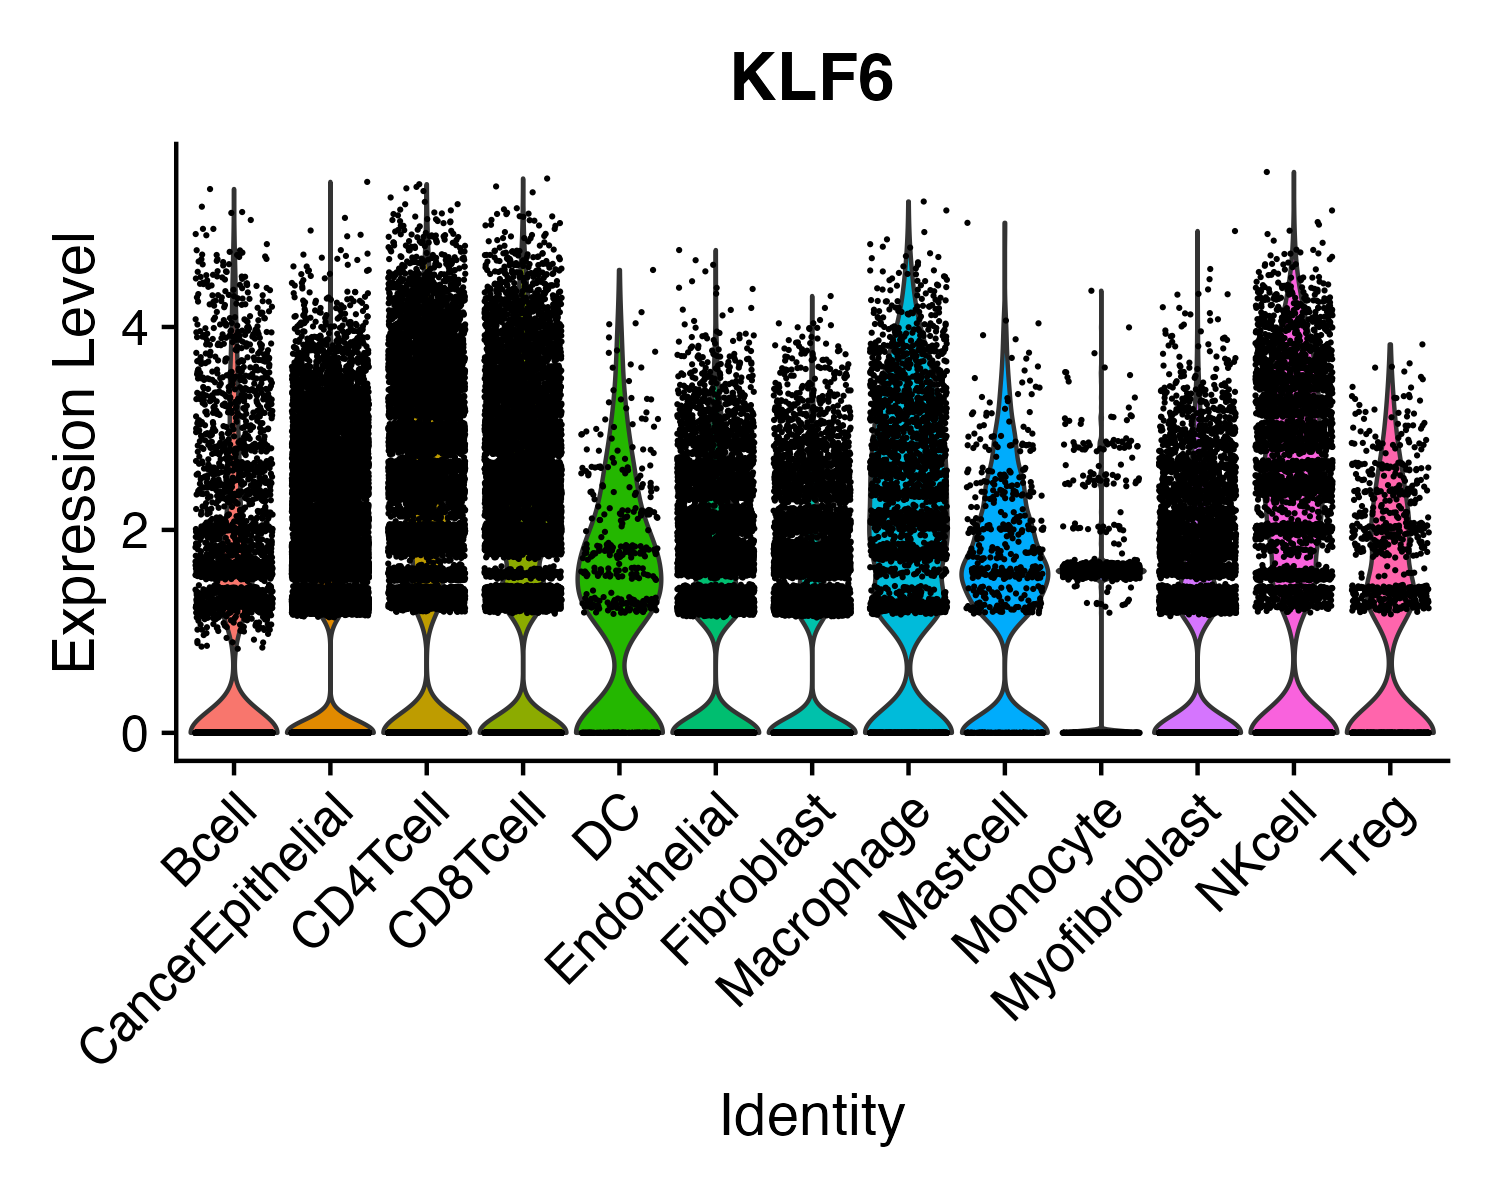 KLF6
Expression Level
4
2
0
Bcell
CancerEpithelial
CD4Tcell
CD8Tcell
DC
Endothelial
Fibroblast
Macrophage
Mastcell
Monocyte
Myofibroblast
NKcell
Treg
Identity